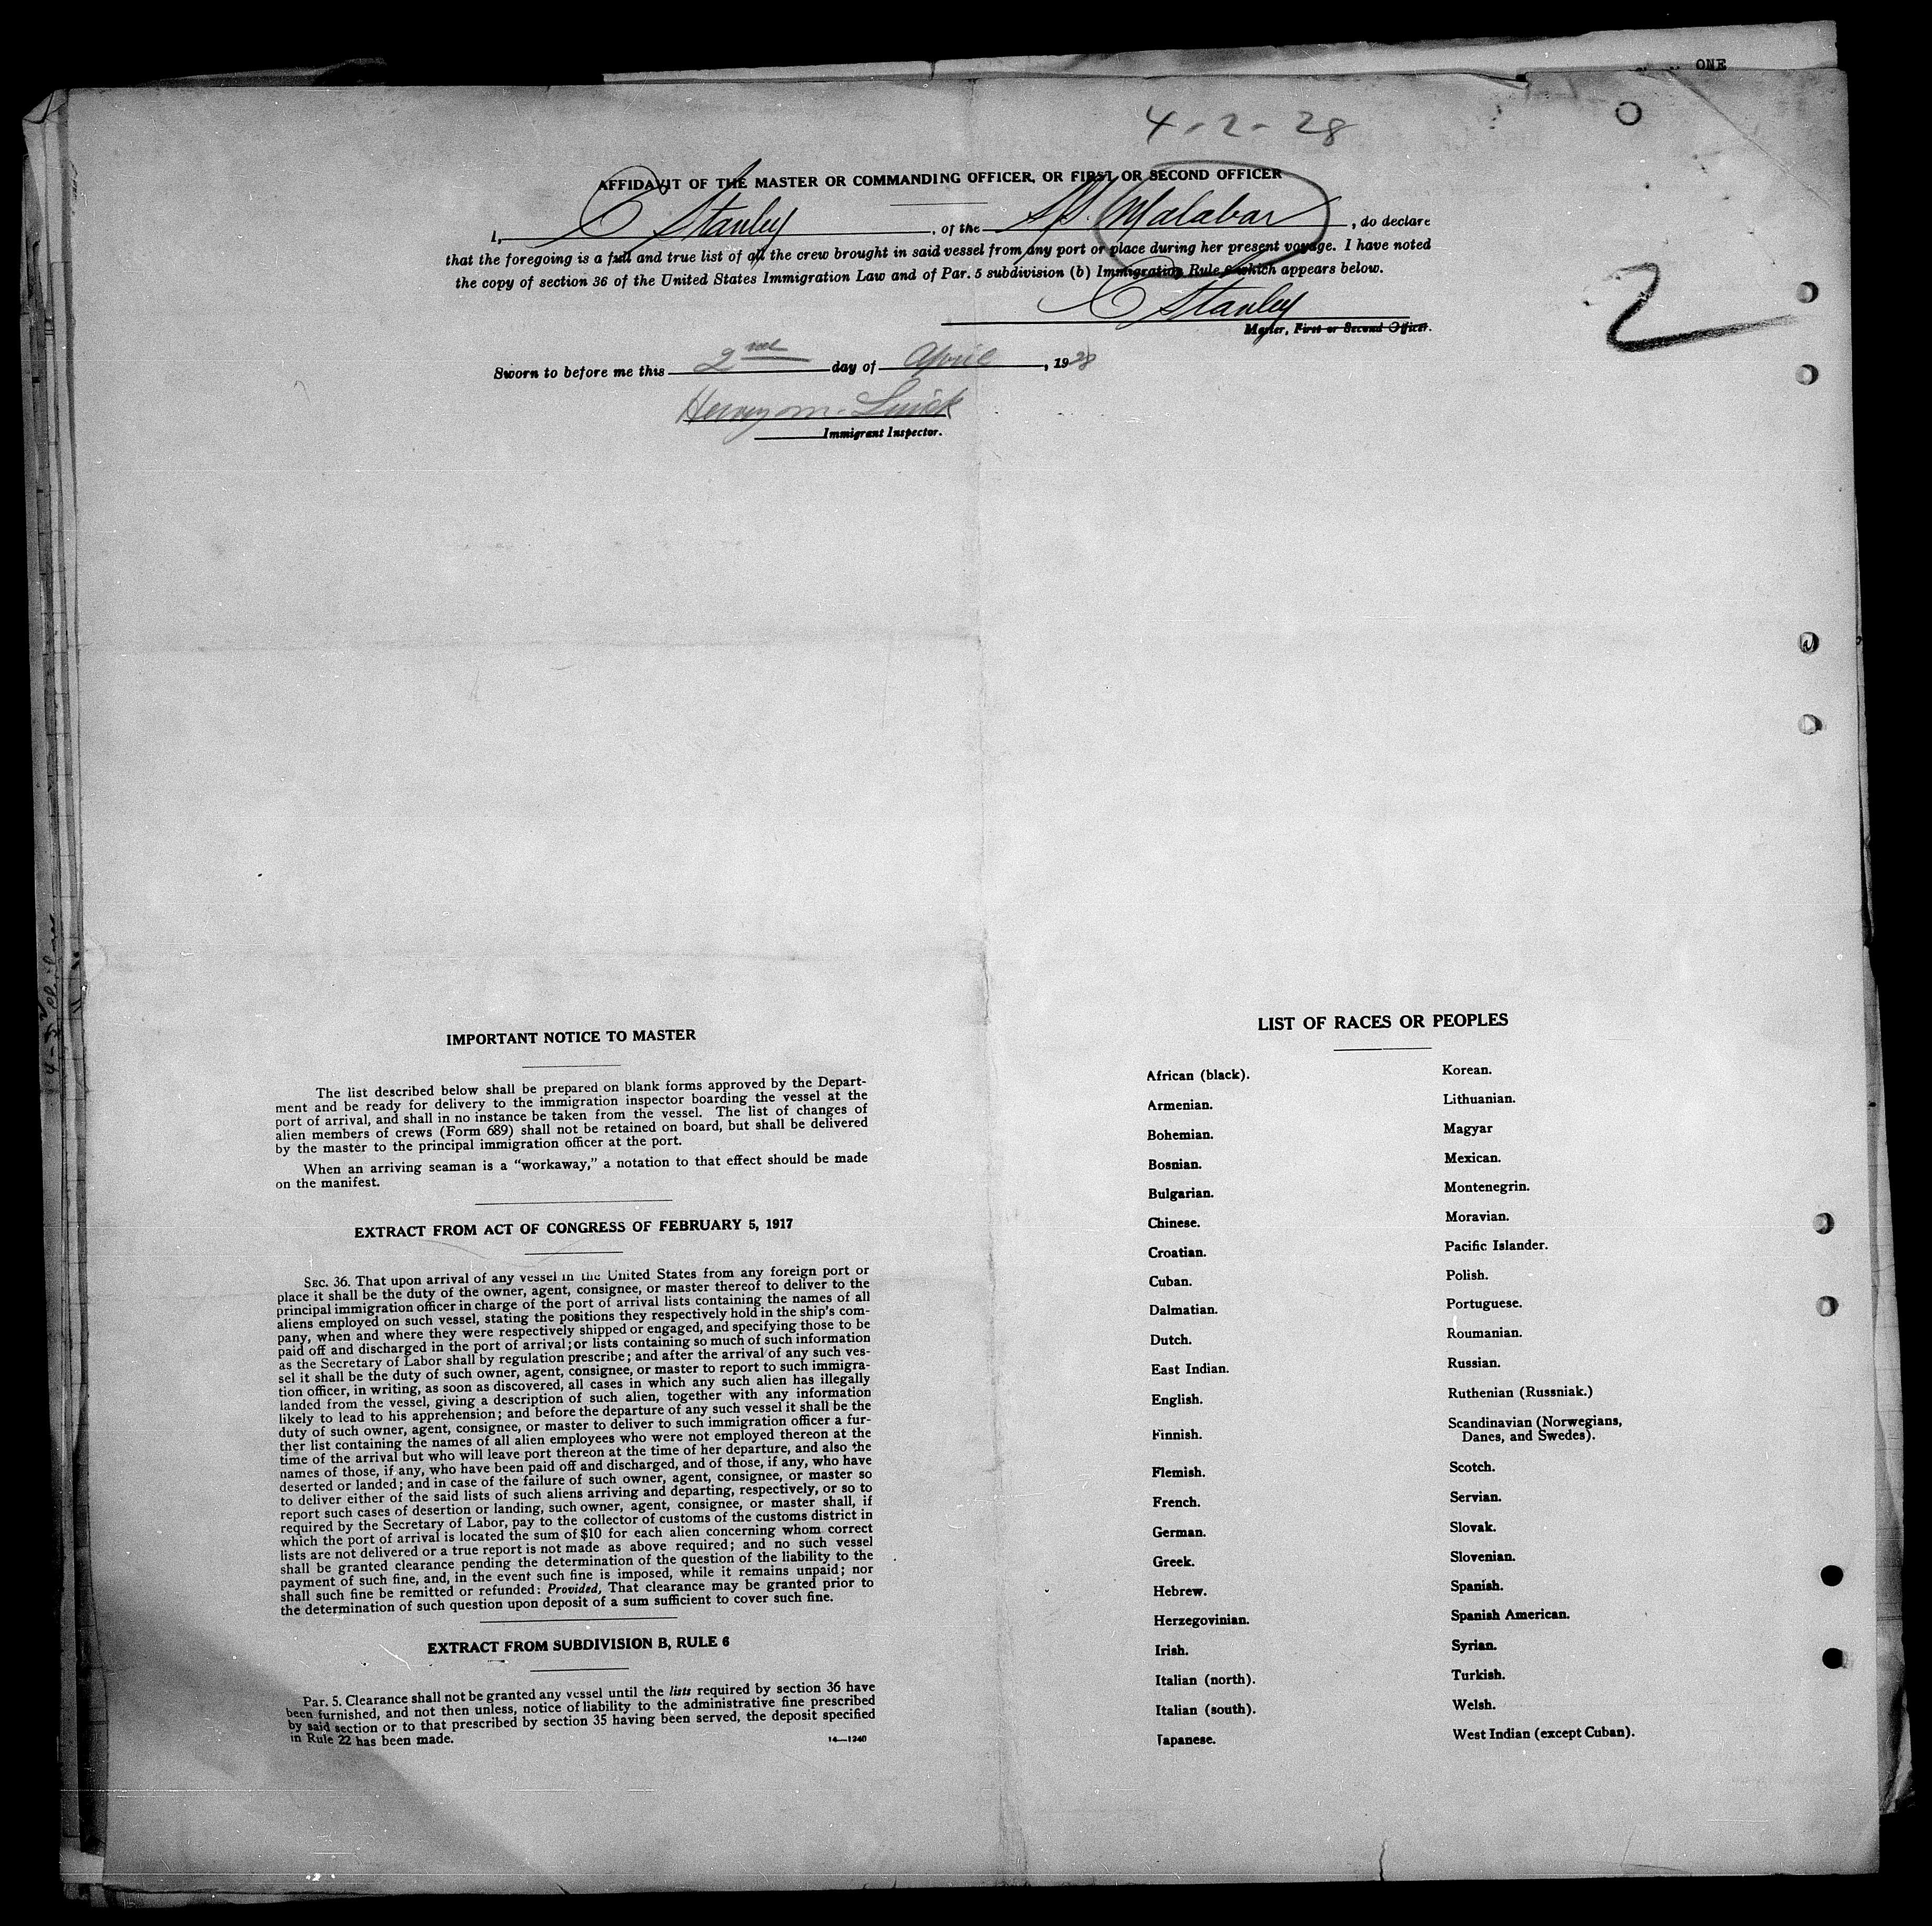 ONE
4-2-28
AFFIDAVIT OF THE MASTER OR COMMANDING OFFICER, OR FIRST OR SECOND OFFICER
I, C Stanley, of the SS. Malabar, do declare
that the foregoing is a full and true list of all the crew brought in said vessel from any port or place during her present voyage. I have noted
the copy of section 36 of the United States Immigration Law and of Par. 5 subdivision (b) Immigration Rule 6 which appears below.
C Stanley
2
Master, First or Second Officer.
Sworn to before me this 2nd day of April, 1928
Immigrant Inspector.
IMPORTANT NOTICE TO MASTER
The list described below shall be prepared on blank forms approved by the Depart-
ment and be ready for delivery to the immigration inspector boarding the vessel at the
port of arrival, and shall in no instance be taken from the vessel. The list of changes of
alien members of crews (Form 689) shall not be retained on board, but shall be delivered
by the master to the principal immigration officer at the port.
When an arriving seaman is a "workaway," a notation to that effect should be made
on the manifest.
EXTRACT FROM ACT OF CONGRESS OF FEBRUARY 5, 1917
SEC. 36. That upon arrival of any vessel in the United States from any foreign port or
place it shall be the duty of the owner, agent, consignee, or master thereof to deliver to the
principal immigration officer in charge of the port of arrival lists containing the names of all
aliens employed on such vessel, stating the positions they respectively hold in the ship's com-
pany, when and where they were respectively shipped or engaged, and specifying those to be
paid off and discharged in the port of arrival; or lists containing so much of such information
as the Secretary of Labor shall by regulation prescribe; and after the arrival of any such ves-
sel it shall be the duty of such owner, agent, consignee, or master to report to such immigra-
tion officer, in writing, as soon as discovered, all cases in which any such alien has illegally
landed from the vessel, giving a description of such alien, together with any information
likely to lead to his apprehension; and before the departure of any such vessel it shall be the
duty of such owner, agent, consignee, or master to deliver to such immigration officer a fur-
ther list containing the names of all alien employees who were not employed thereon at the
time of the arrival but who will leave port thereon at the time of her departure, and also the
names of those, if any, who have been paid off and discharged, and of those, if any, who have
deserted or landed; and in case of the failure of such owner, agent, consignee, or master so
to deliver either of the said lists of such aliens arriving and departing, respectively, or so to
report such cases of desertion or landing, such owner, agent, consignee, or master shall, if
required by the Secretary of Labor, pay to the collector of customs of the customs district in
which the port of arrival is located the sum of $10 for each alien concerning whom correct
lists are not delivered or a true report is not made as above required; and no such vessel
shall be granted clearance pending the determination of the question of the liability to the
payment of such fine, and, in the event such fine is imposed, while it remains unpaid; nor
shall such fine be remitted or refunded: Provided, That clearance may be granted prior to
the determination of such question upon deposit of a sum sufficient to cover such fine.
EXTRACT FROM SUBDIVISION B, RULE 6
Par. 5. Clearance shall not be granted any vessel until the lists required by section 36 have
been furnished, and not then unless, notice of liability to the administrative fine prescribed
by said section or to that prescribed by section 35 having been served, the deposit specified
in Rule 22 has been made.
14—1240
LIST OF RACES OR PEOPLES
African (black).
Armenian.
Bohemian.
Bosnian.
Bulgarian.
Chinese.
Croatian.
Cuban.
Dalmatian.
Dutch.
East Indian.
English.
Finnish.
Flemish.
French.
German.
Greek.
Hebrew.
Herzegovinian.
Irish.
Italian (north).
Italian (south).
Japanese.
Korean.
Lithuanian.
Magyar
Mexican.
Montenegrin.
Moravian.
Pacific Islander.
Polish.
Portuguese.
Roumanian.
Russian.
Ruthenian (Russniak.)
Scandinavian (Norwegians,
Danes, and Swedes).
Scotch.
Servian.
Slovak.
Slovenian.
Spanish.
Spanish American.
Syrian.
Turkish.
Welsh.
West Indian (except Cuban).